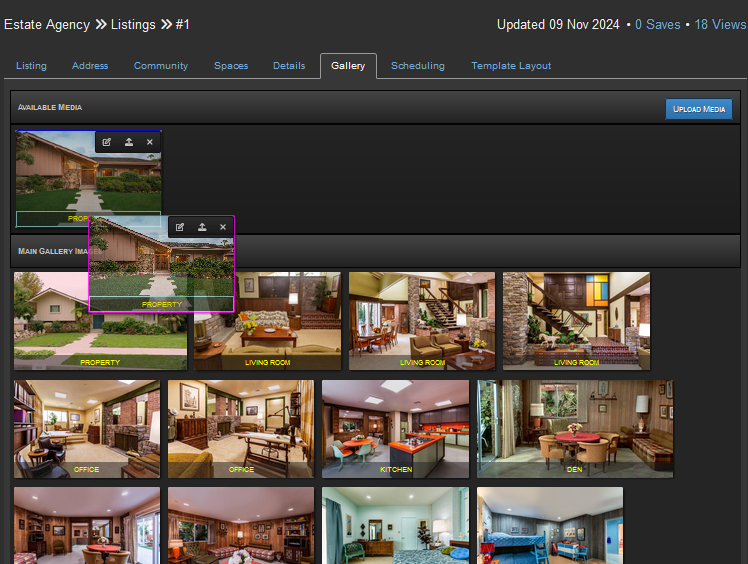 Estate Agency » Listings » #1
Updated 09 Nov 2024 • 0 Saves • 18 Views
Listing Address Community Spaces Details Gallery Scheduling Template Layout
Available Media
Upload Media
PROP
Main Gallery Ima
PROPERTY
PROPERTY LIVING ROOM LIVING ROOM LIVING ROOM
OFFICE OFFICE KITCHEN DEN